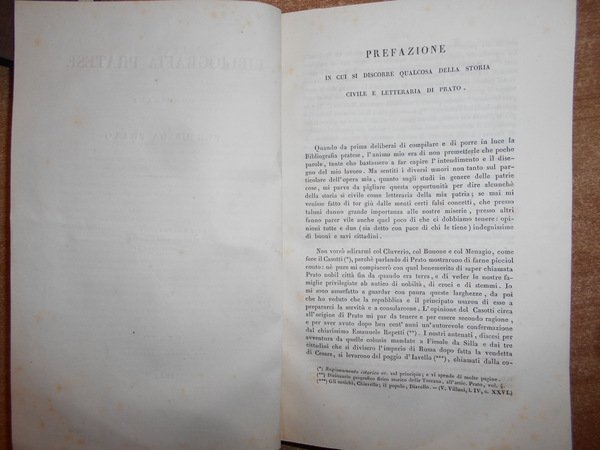 PREFAZIONE
IN CUI SI DISCORRE QUALCOSA DELLA STORIA
CIVILE E LETTERARIA DI PRATO.
Quando da prima deliberai di compilare e di porre in luce la
Bibliografia pratese, l'animo mio era di non prometterle che poche
parole, tante che bastassero a far capire l'intendimento e il dise-
gno del mio lavoro. Ma sentiti i diversi umori non tanto sul par-
ticolare dell'opera mia, quanto sugli studi in genere delle patrie
cose, mi parve da pigliare questa opportunità per dire alcunchè
della storia sì civile come letteraria della mia patria; se mai mi
venisse fatto di tor giù dalle menti certi falsi concetti, che presso
taluni danno grande importanza alle nostre miserie, presso altri
fanno parer vile anche quel poco di che ci dobbiamo tenere: opi-
nioni tutte e due (sia detto con pace di chi le tiene) indegnissime
di buoni e savi cittadini.
Non vorrò adirarmi col Cluverio, col Bonone e col Menagio, come
fece il Casotti (*), perchè parlando di Prato mostrarono di farne picciol
conto: nè pure mi compiacerò con quel benemerito di saper chiamata
Prato nobil città fin da quando era terra, e di veder le nostre fa-
miglie privilegiate ab antico di nobiltà, di croci e di stemmi. Io
mi sono assuefatto a guardar con paura queste larghezze, da poi
che ho veduto che la repubblica e il principato usaron di esse a
prepararci la servitù e a consolarcene. L'opinione del Casotti circa
all'origine di Prato mi par da tenere e per essere secondo ragione,
e per aver avuto dopo ben cent'anni un'autorevole confermazione
dal chiarissimo Emanuele Repetti (**). I nostri antenati, discesi per
avventura da quelle colonie mandate a Fiesole da Silla e dai tre
cittadini che si divisero l'imperio di Roma dopo fatta la vendetta
di Cesare, si levarono del poggio d'Iavello (***), chiamati dalla co-
(*) Ragionamento istorico ec. sul principio; e vi spende di molte pagine.
(**) Dizionario geografico fisico storico della Toscana, all'artic. Prato, vol. 4.
(***) Gli antichi, Chiavello; il popolo, Diavello. — (V. Villani, l. IV, c. XXVI.)